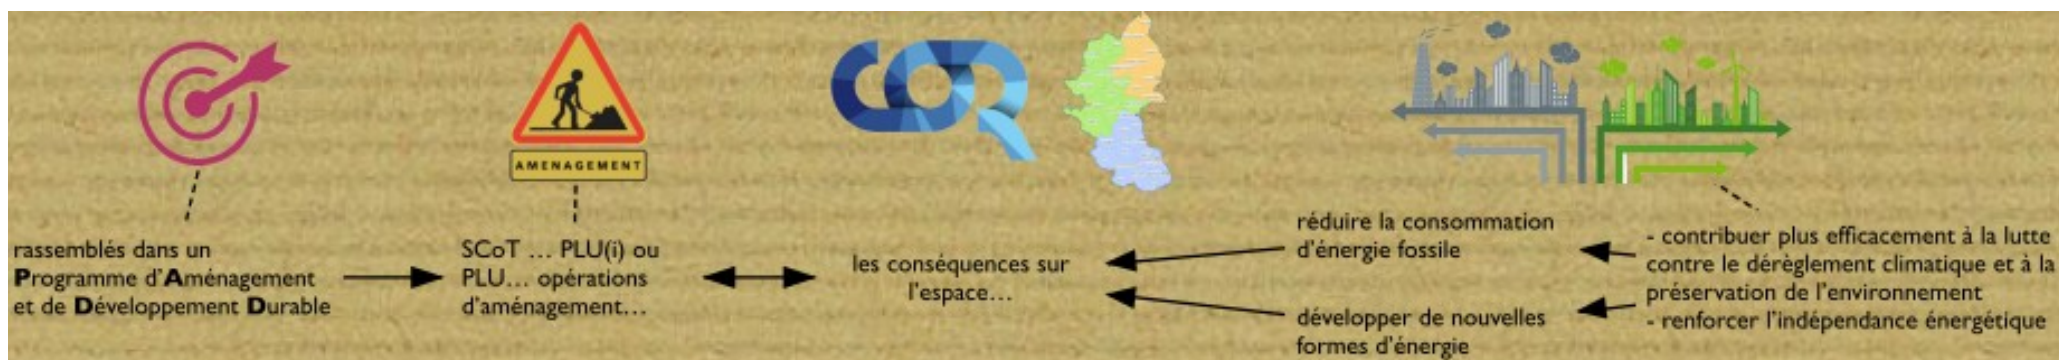 COR
AMENAGEMENT
rassemblés dans un
Programme d'Aménagement
et de Développement Durable
SCoT ... PLU(i) ou
PLU... opérations
d'aménagement...
les conséquences sur
l'espace...
réduire la consommation
d'énergie fossile
développer de nouvelles
formes d'énergie
- contribuer plus efficacement à la lutte
contre le dérèglement climatique et à la
préservation de l'environnement
- renforcer l'indépendance énergétique